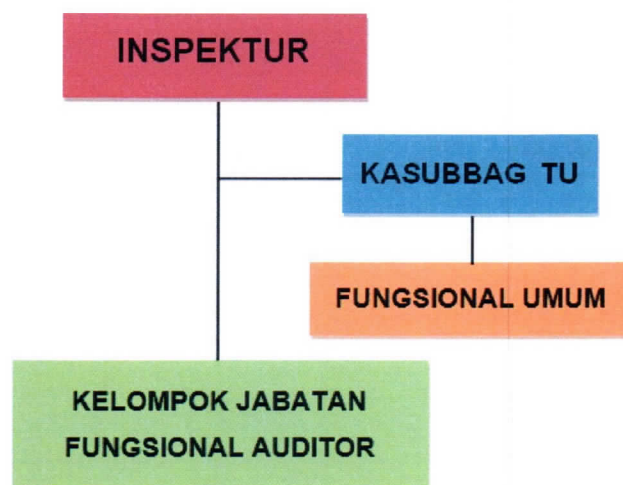 INSPEKTUR
KASUBBAG TU
FUNGSIONAL UMUM
KELOMPOK JABATAN
FUNGSIONAL AUDITOR